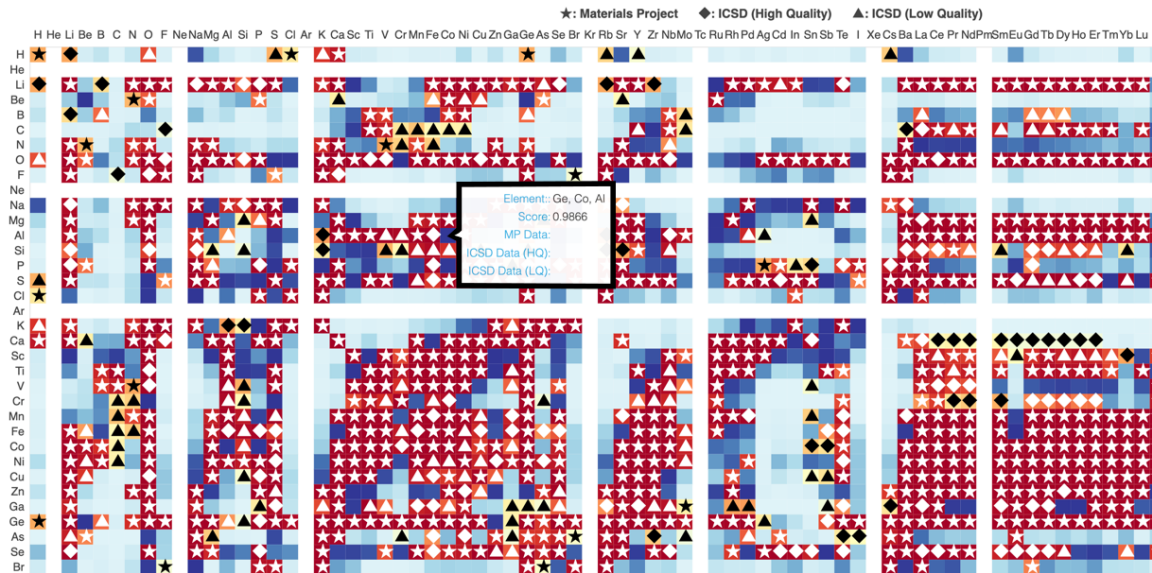 ★: Materials Project ◆: ICSD (High Quality) ▲: ICSD (Low Quality)
H He Li Be B C N O F Ne Na Mg Al Si P S Cl Ar K Ca Sc Ti V Cr Mn Fe Co Ni Cu Zn Ga Ge As Se Br Kr Rb Sr Y Zr Nb Mo Tc Ru Rh Pd Ag Cd In Sn Sb Te I Xe Cs Ba La Ce Pr Nd Pm Sm Eu Gd Tb Dy Ho Er Tm Yb Lu
H
He
Li
Be
B
C
N
O
F
Ne
Na
Element:: Ge, Co, Al
Mg
Score: 0.9866
Al
MP Data:
Si
ICSD Data (HQ):
P
ICSD Data (LQ):
S
Cl
Ar
K
Ca
Sc
Ti
V
Cr
Mn
Fe
Co
Ni
Cu
Zn
Ga
Ge
As
Se
Br